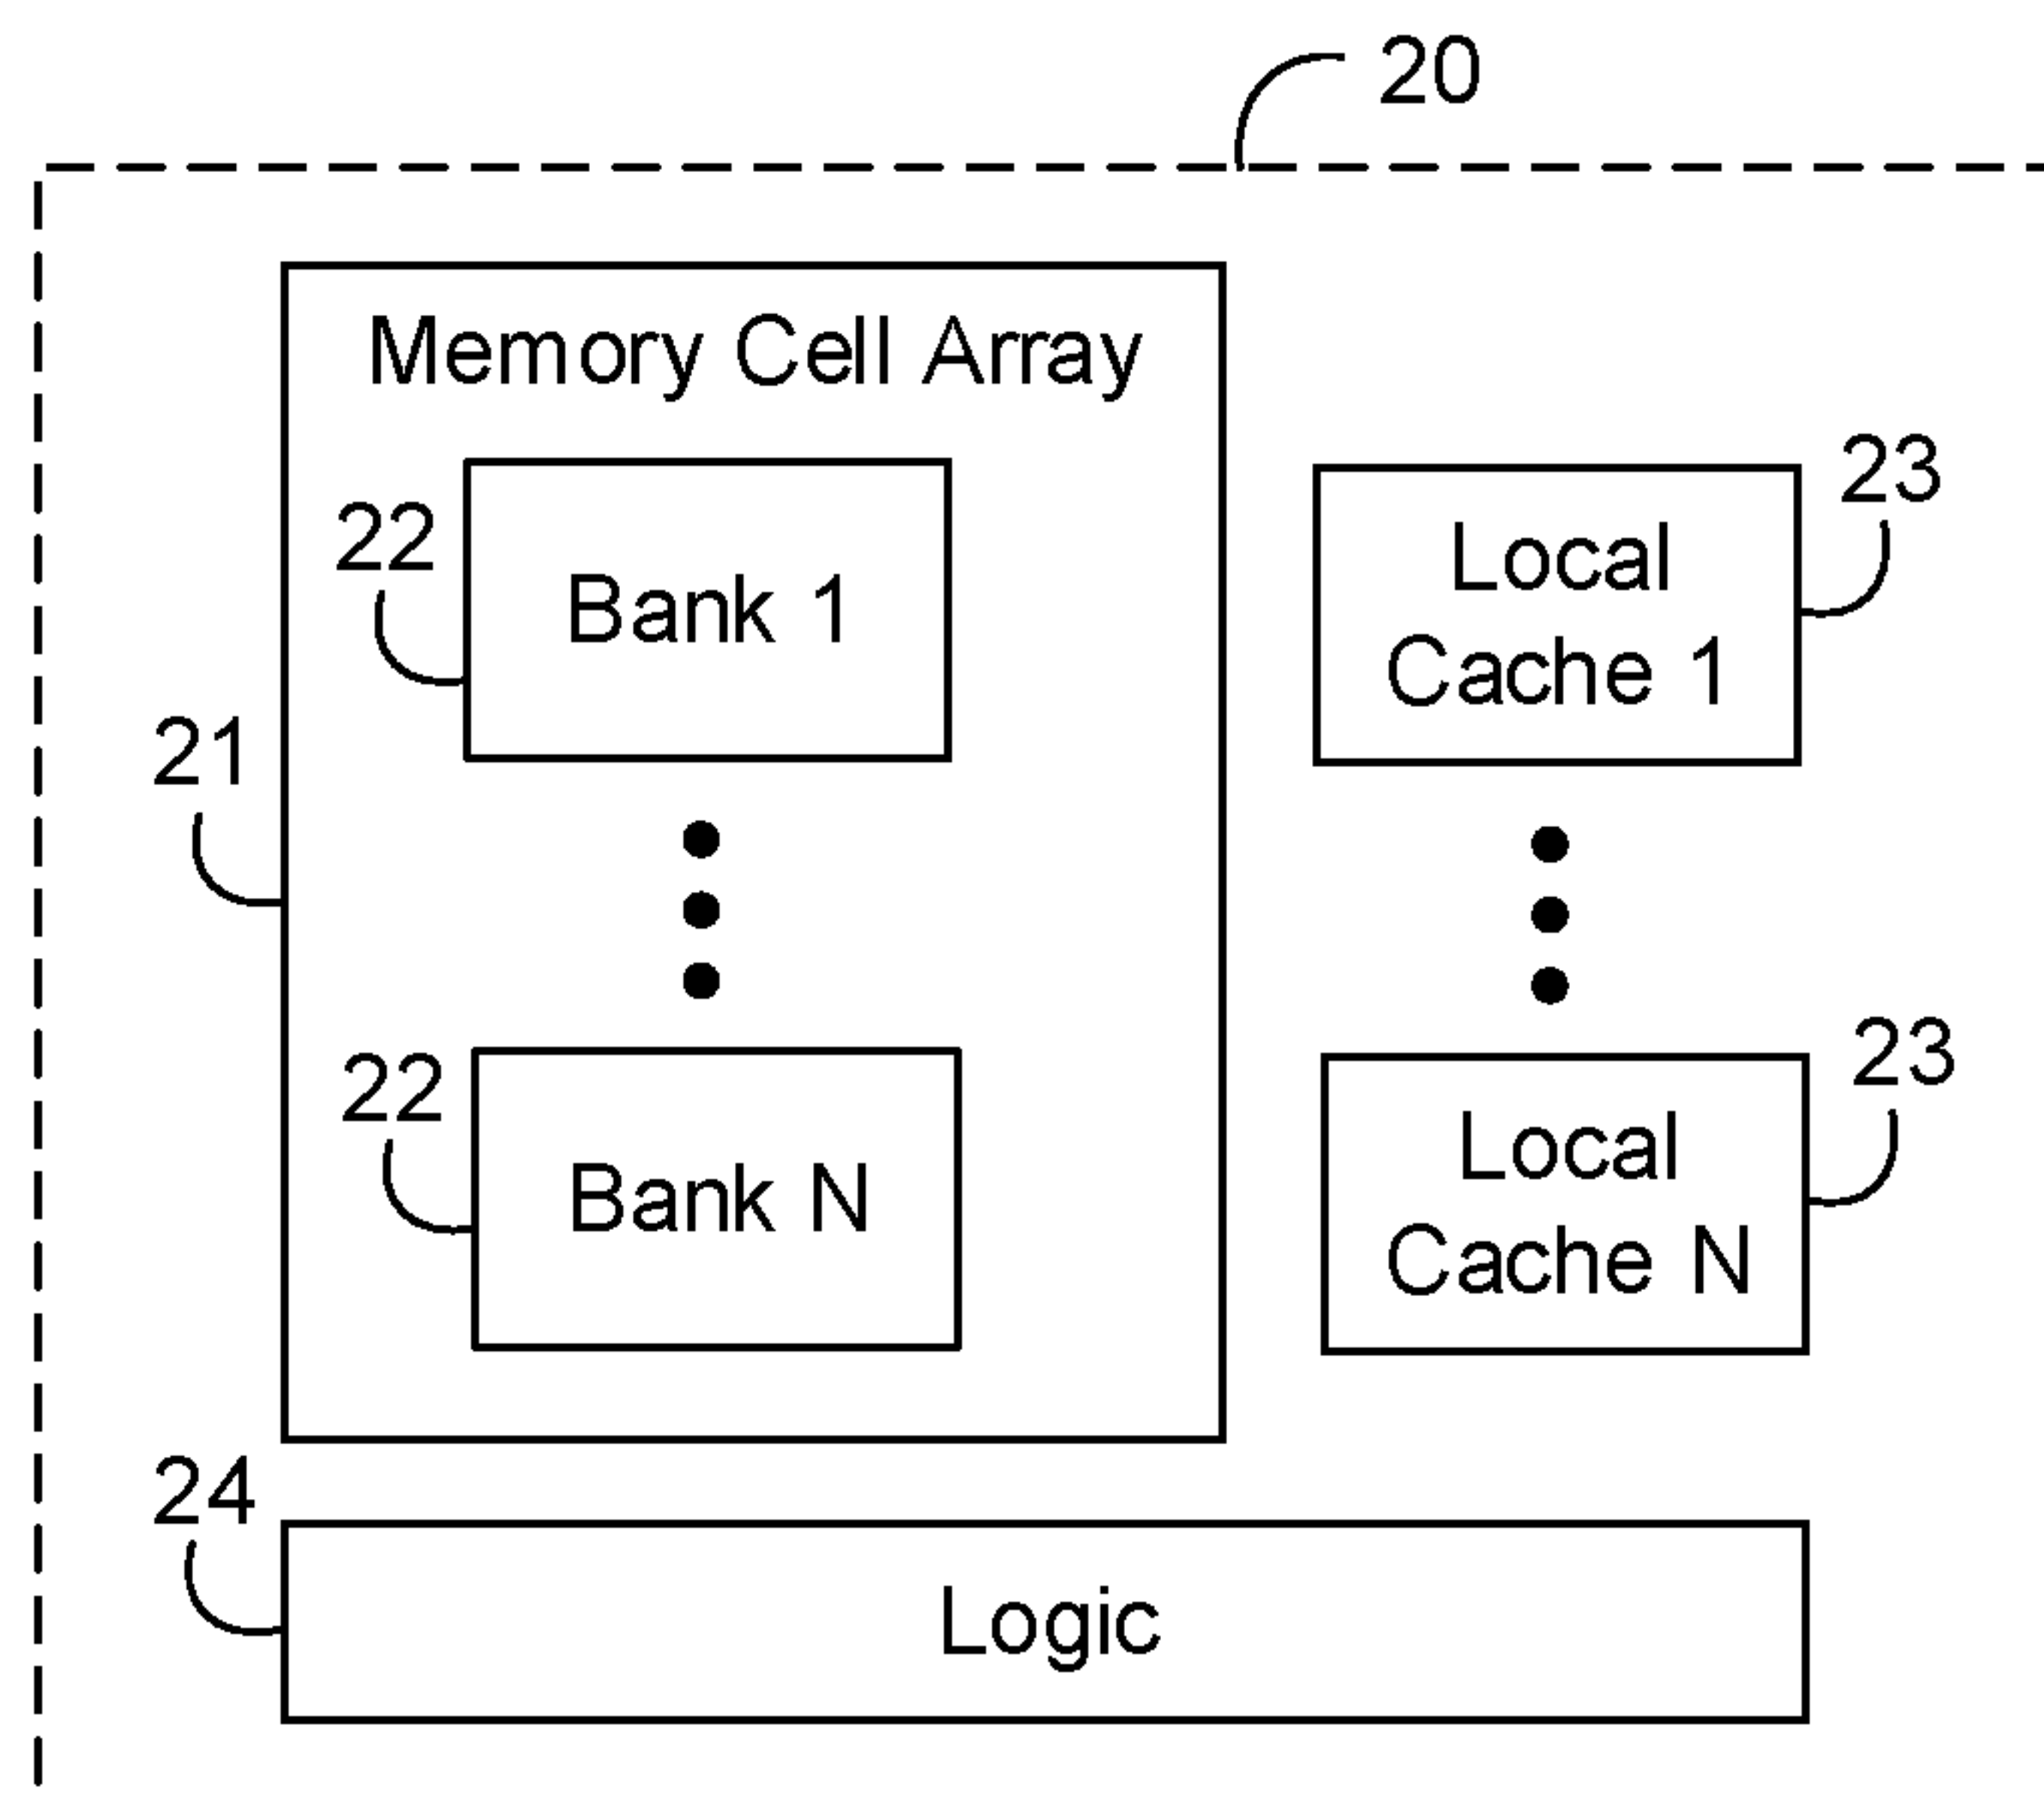 20
Memory Cell Array
23
22
Local
Bank 1
Cache 1
21
23
22
Local
Bank N
Cache N
24
Logic